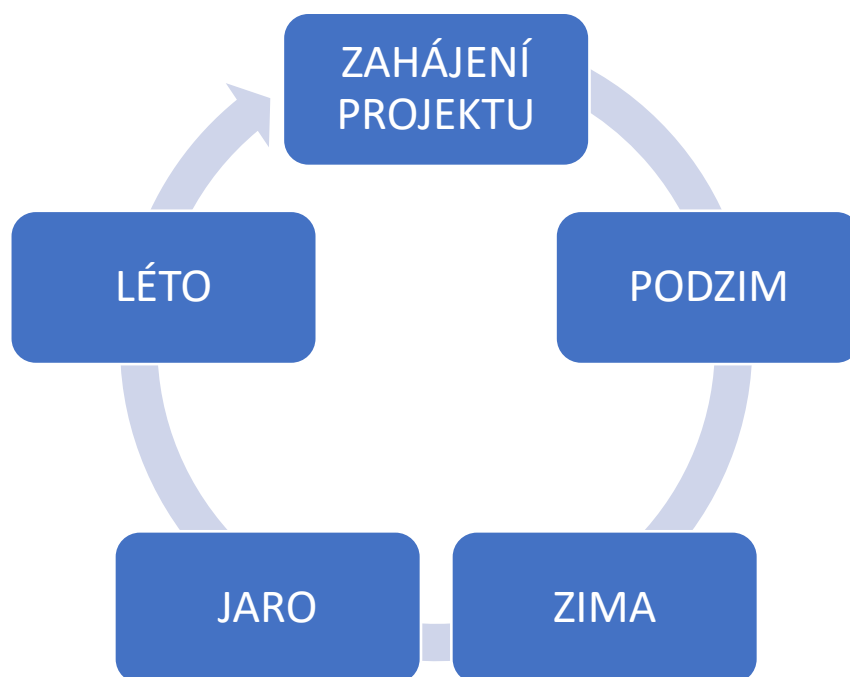 ZAHÁJENÍ
PROJEKTU
PODZIM
ZIMA
JARO
LÉTO